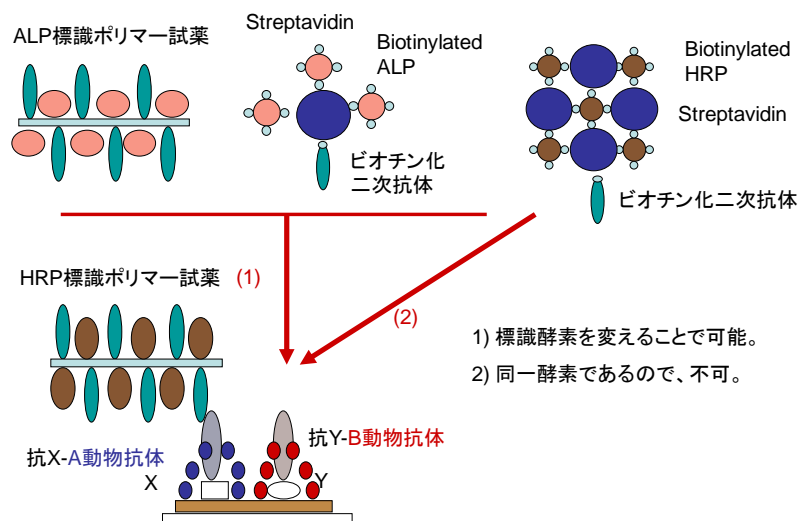 ALP標識ポリマー試薬
Streptavidin
Biotinylated
ALP
ビオチン化
二次抗体
Biotinylated
HRP
Streptavidin
ビオチン化二次抗体
HRP標識ポリマー試薬 (1)
(2)
1) 標識酵素を変えることで可能。
2) 同一酵素であるので、不可。
抗X-A動物抗体
X
抗Y-B動物抗体
Y